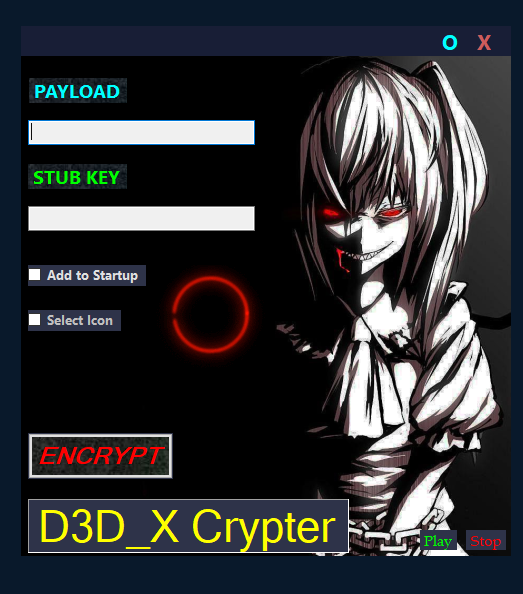 O X
PAYLOAD
STUB KEY
Add to Startup
Select Icon
ENCRYPT
D3D_X Crypter
Play Stop